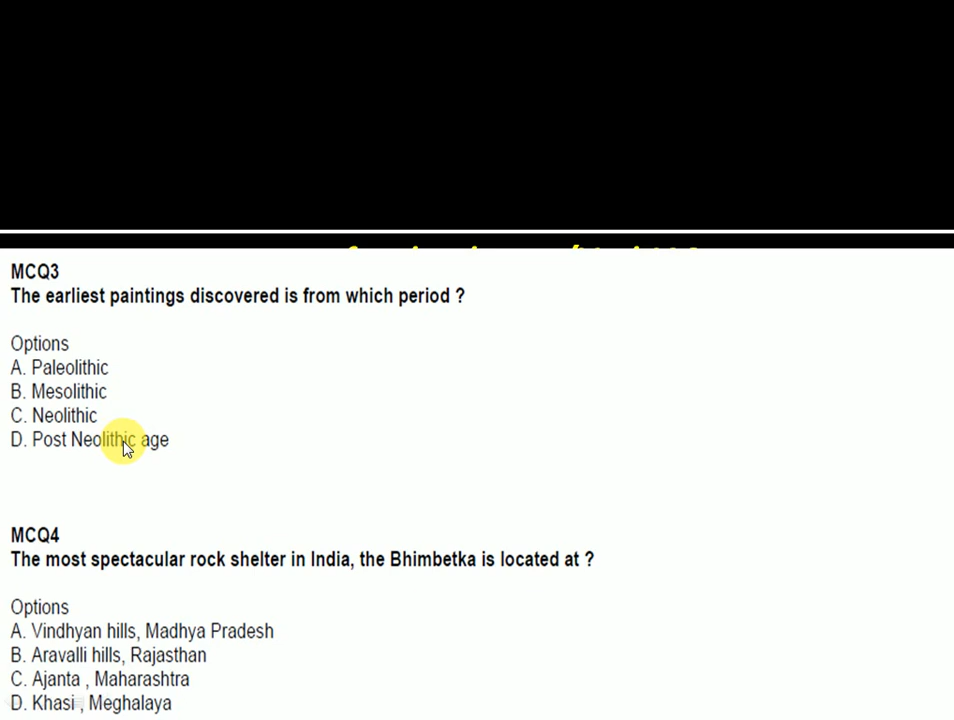 MCQ3
The earliest paintings discovered is from which period ?
Options
A. Paleolithic
B. Mesolithic
C. Neolithic
D. Post Neolithic age
MCQ4
The most spectacular rock shelter in India, the Bhimbetka is located at ?
Options
A. Vindhyan hills, Madhya Pradesh
B. Aravalli hills, Rajasthan
C. Ajanta , Maharashtra
D. Khasi , Meghalaya